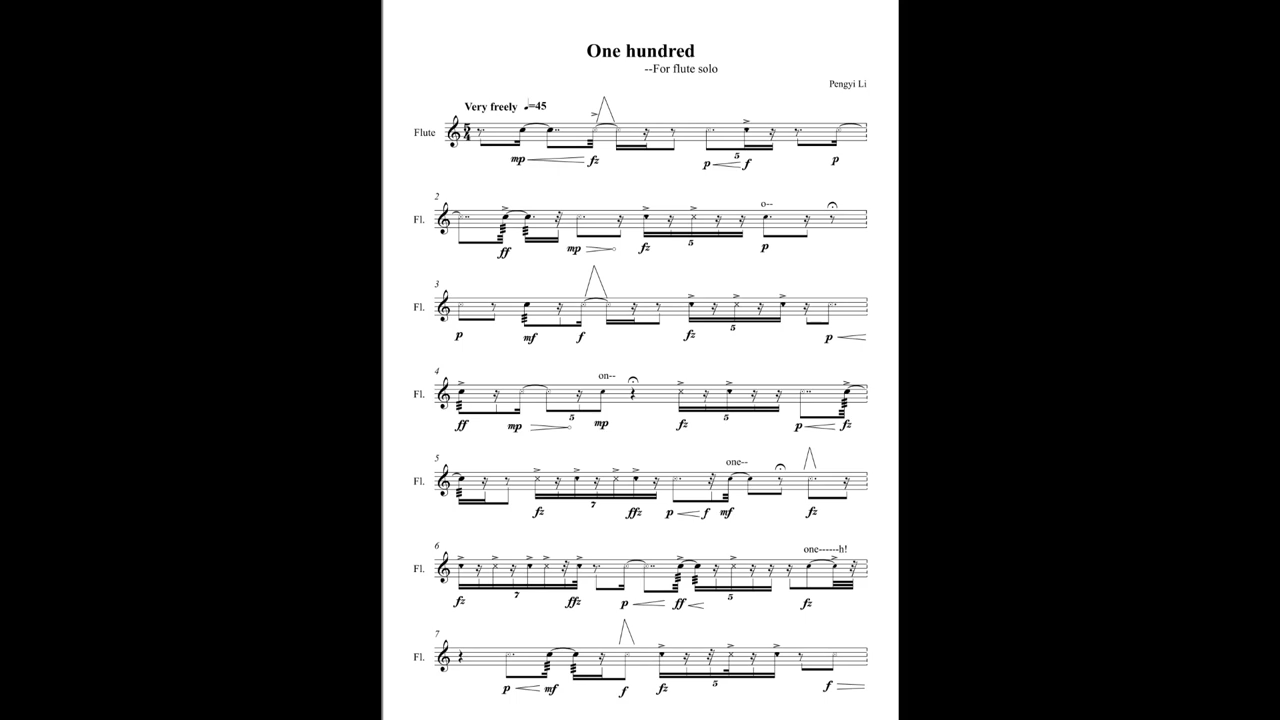 One hundred
--For flute solo
Pengyi Li
Very freely ♩=45
Flute
5/4
mp fz p 5 f p
2
o--
Fl.
ff mp fz 5 p
3
Fl.
p mf f fz 5 p
4
on--
Fl.
ff mp 5 mp fz 5 p fz
5
one--
Fl.
fz 7 ffz p f mf fz
6
one------h!
Fl.
fz 7 ffz p ff 5 fz
7
Fl.
p mf f fz 5 f